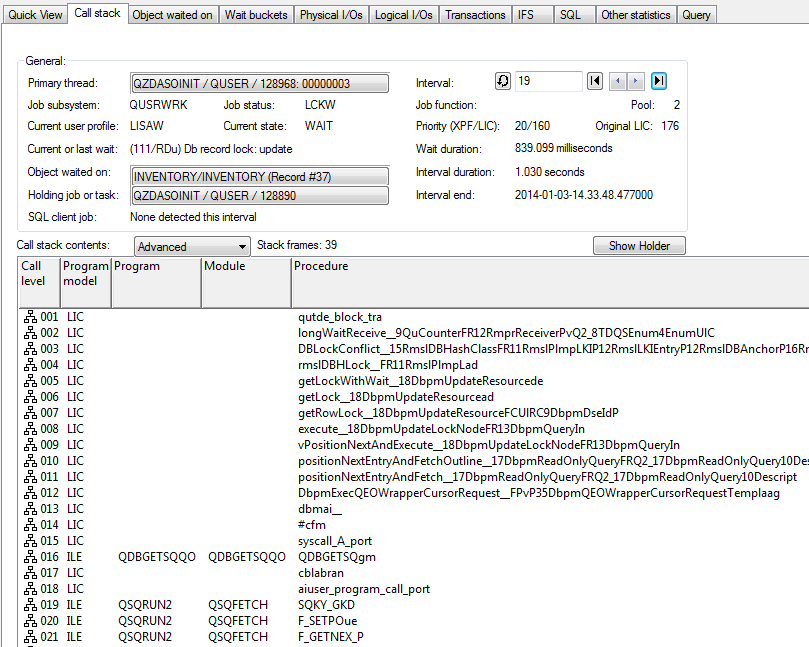 Quick View Call stack Object waited on Wait buckets Physical I/Os Logical I/Os Transactions IFS SQL Other statistics Query
General:
Primary thread: QZDASOINIT / QUSER / 128968: 00000003 Interval: 19
Job subsystem: QUSRWRK Job status: LCKW Job function: Pool: 2
Current user profile: LISAW Current state: WAIT Priority (XPF/LIC): 20/160 Original LIC: 176
Current or last wait: (111/RDu) Db record lock: update Wait duration: 839.099 milliseconds
Object waited on: INVENTORY/INVENTORY (Record #37) Interval duration: 1.030 seconds
Holding job or task: QZDASOINIT / QUSER / 128890 Interval end: 2014-01-03-14.33.48.477000
SQL client job: None detected this interval
Call stack contents: Advanced Stack frames: 39 Show Holder
Call level Program model Program Module Procedure
001 LIC qutde_block_tra
002 LIC longWaitReceive__9QuCounterFR12RmprReceiverPvQ2_8TDQSEnum4EnumUIC
003 LIC DBLockConflict__15RmslDBHashClassFR11RmslPImpLKIP12RmslLKIEntryP12RmslDBAnchorP16Rm
004 LIC rmslDBHLock__FR11RmslPImpLad
005 LIC getLockWithWait__18DbpmUpdateResourcede
006 LIC getLock__18DbpmUpdateResourcead
007 LIC getRowLock__18DbpmUpdateResourceFCUIRC9DbpmDseIdP
008 LIC execute__18DbpmUpdateLockNodeFR13DbpmQueryIn
009 LIC vPositionNextAndExecute__18DbpmUpdateLockNodeFR13DbpmQueryIn
010 LIC positionNextEntryAndFetchOutline__17DbpmReadOnlyQueryFRQ2_17DbpmReadOnlyQuery10Des
011 LIC positionNextEntryAndFetch__17DbpmReadOnlyQueryFRQ2_17DbpmReadOnlyQuery10Descript
012 LIC DbpmExecQEOWrapperCursorRequest__FPvP35DbpmQEOWrapperCursorRequestTemplaag
013 LIC dbmai__
014 LIC #cfm
015 LIC syscall_A_port
016 ILE QDBGETSQQO QDBGETSQQO QDBGETSQgm
017 LIC cblabran
018 LIC aiuser_program_call_port
019 ILE QSQRUN2 QSQFETCH SQKY_GKD
020 ILE QSQRUN2 QSQFETCH F_SETPOue
021 ILE QSQRUN2 QSQFETCH F_GETNEX_P